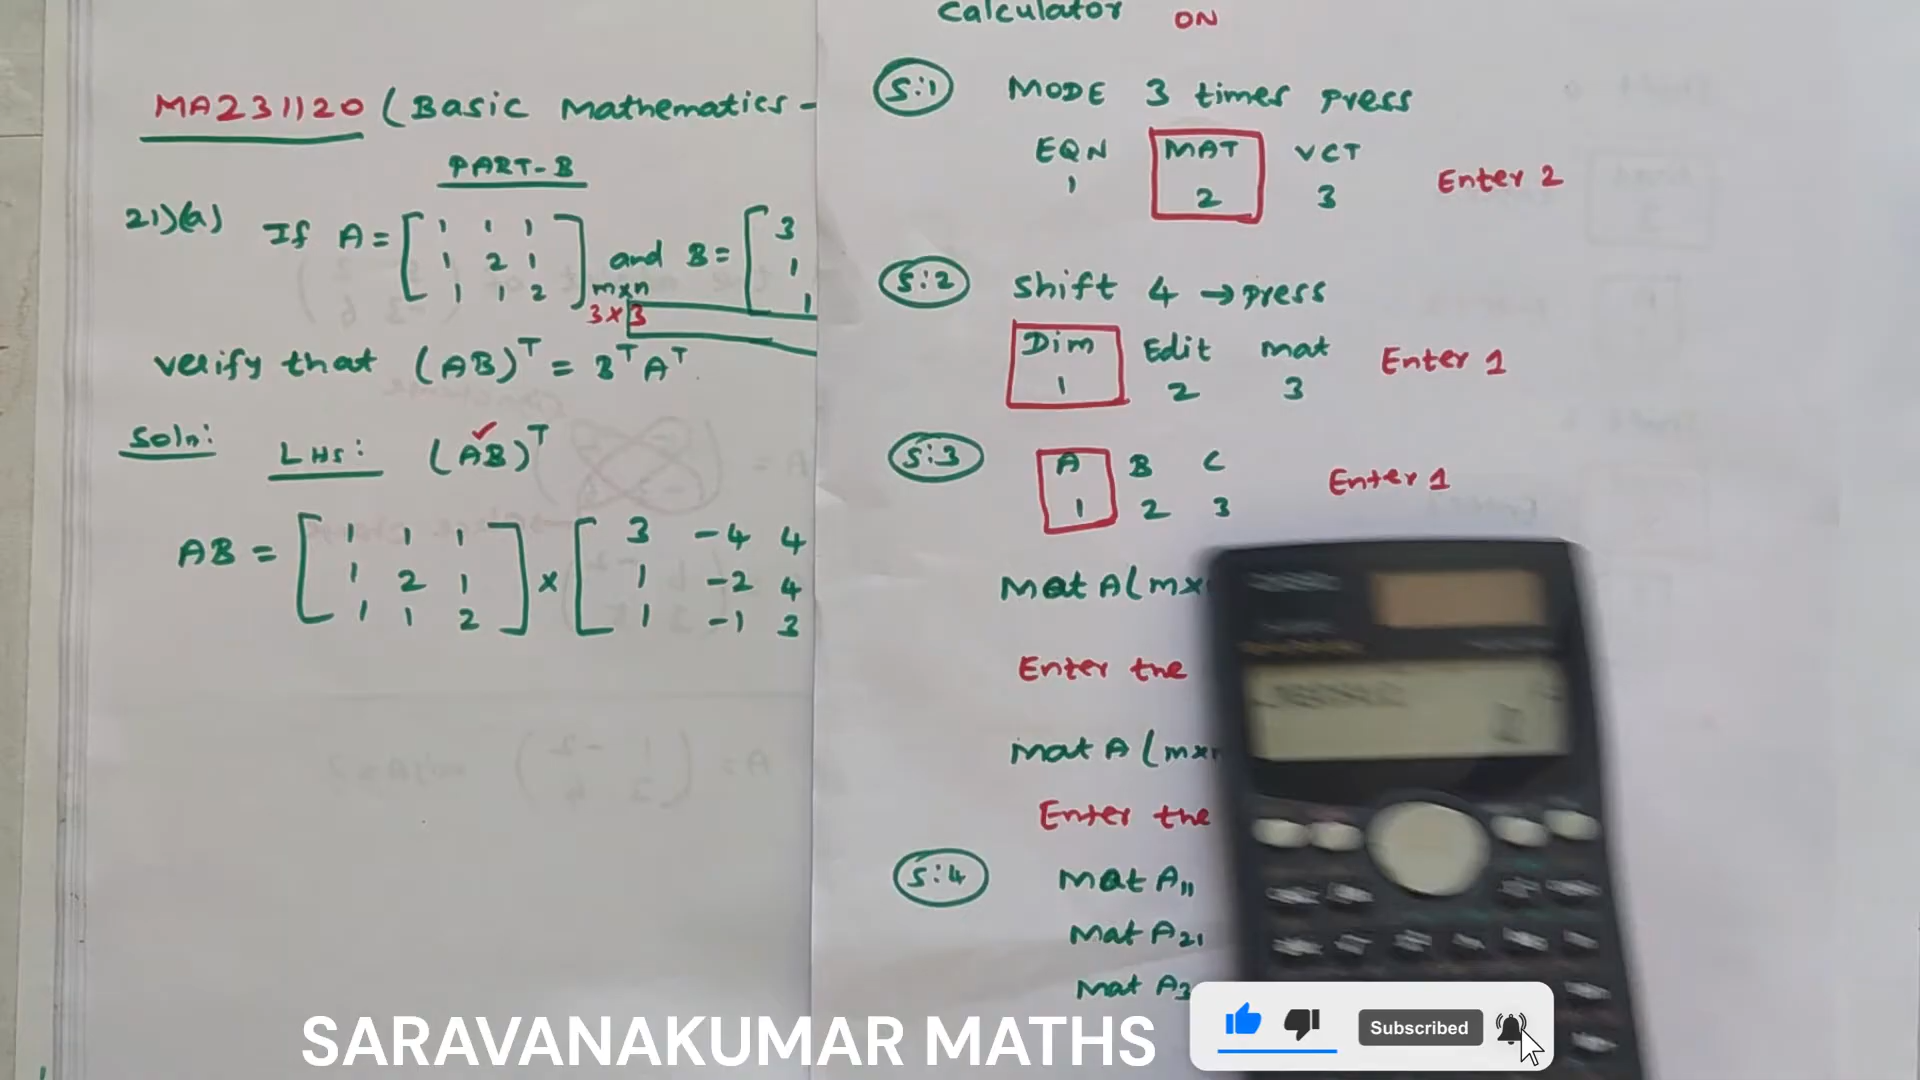 MA231120 (Basic Mathematics -
PART-B
21)(a) If A = [ 1 1 1 ] and B = [ 3
1 2 1 1
1 1 2 m×n 1
3×3
verify that (AB)ᵀ = BᵀAᵀ
Soln: LHS: (AB)ᵀ ✓
AB = [ 1 1 1 ] × [ 3 -4 4
1 2 1 1 -2 4
1 1 2 1 -1 3
Calculator ON
S:1 MODE 3 times press
EQN MAT VCT Enter 2
1 2 3
S:2 Shift 4 → press
Dim Edit mat Enter 1
1 2 3
S:3 A B C Enter 1
1 2 3
Mat A(m×
Enter the
mat A (m×
Enter the
S:4 Mat A₁₁
Mat A₂₁
Mat A₃
SARAVANAKUMAR MATHS
Subscribed